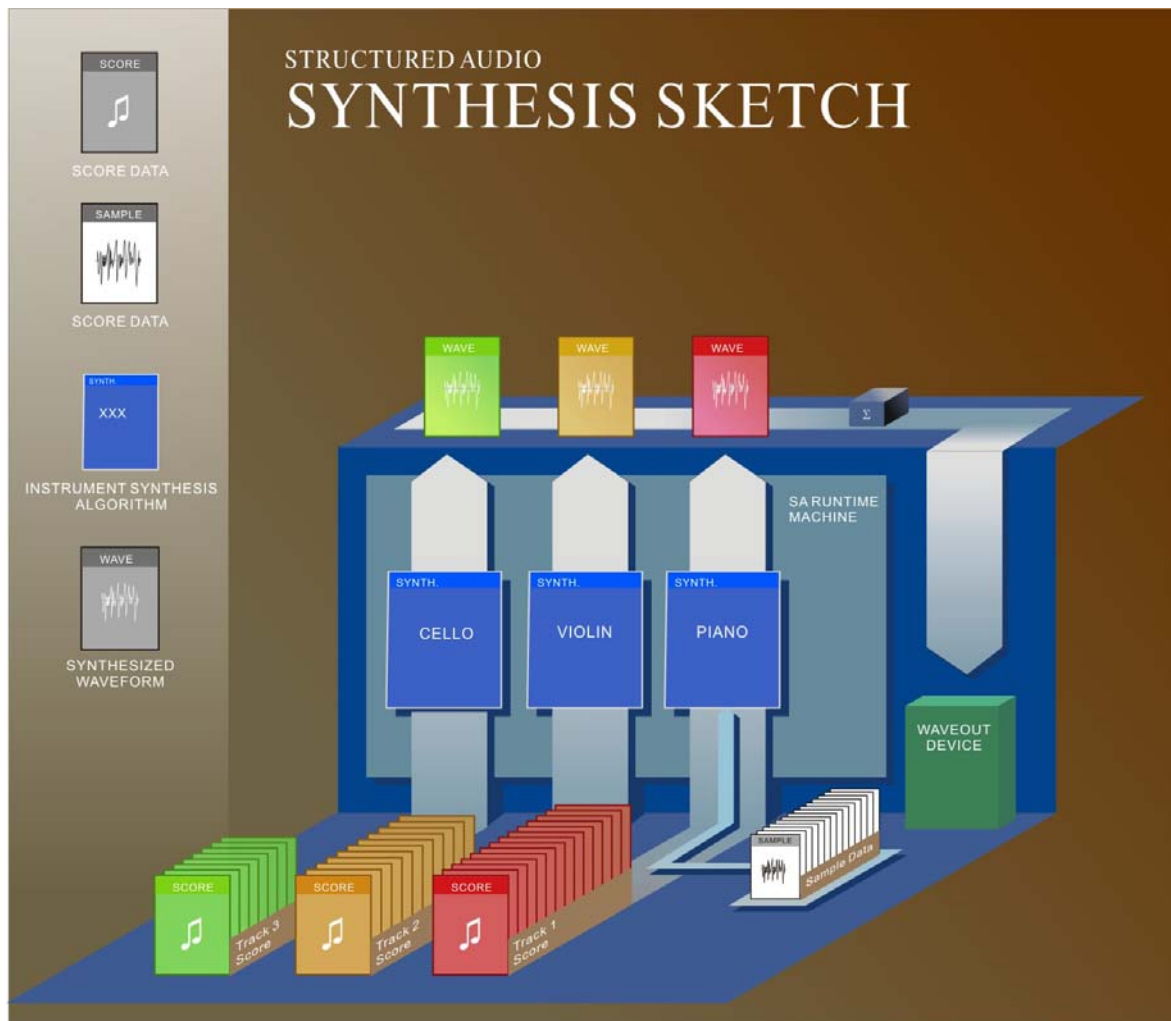 STRUCTURED AUDIO
SYNTHESIS SKETCH
SCORE
SCORE DATA
SAMPLE
SCORE DATA
SYNTH.
XXX
INSTRUMENT SYNTHESIS
ALGORITHM
WAVE
SYNTHESIZED
WAVEFORM
WAVE
WAVE
WAVE
Σ
SA RUNTIME
MACHINE
SYNTH.
CELLO
SYNTH.
VIOLIN
SYNTH.
PIANO
WAVEOUT
DEVICE
SCORE
Track 3
Score
SCORE
Track 2
Score
SCORE
Track 1
Score
SAMPLE
Sample Data